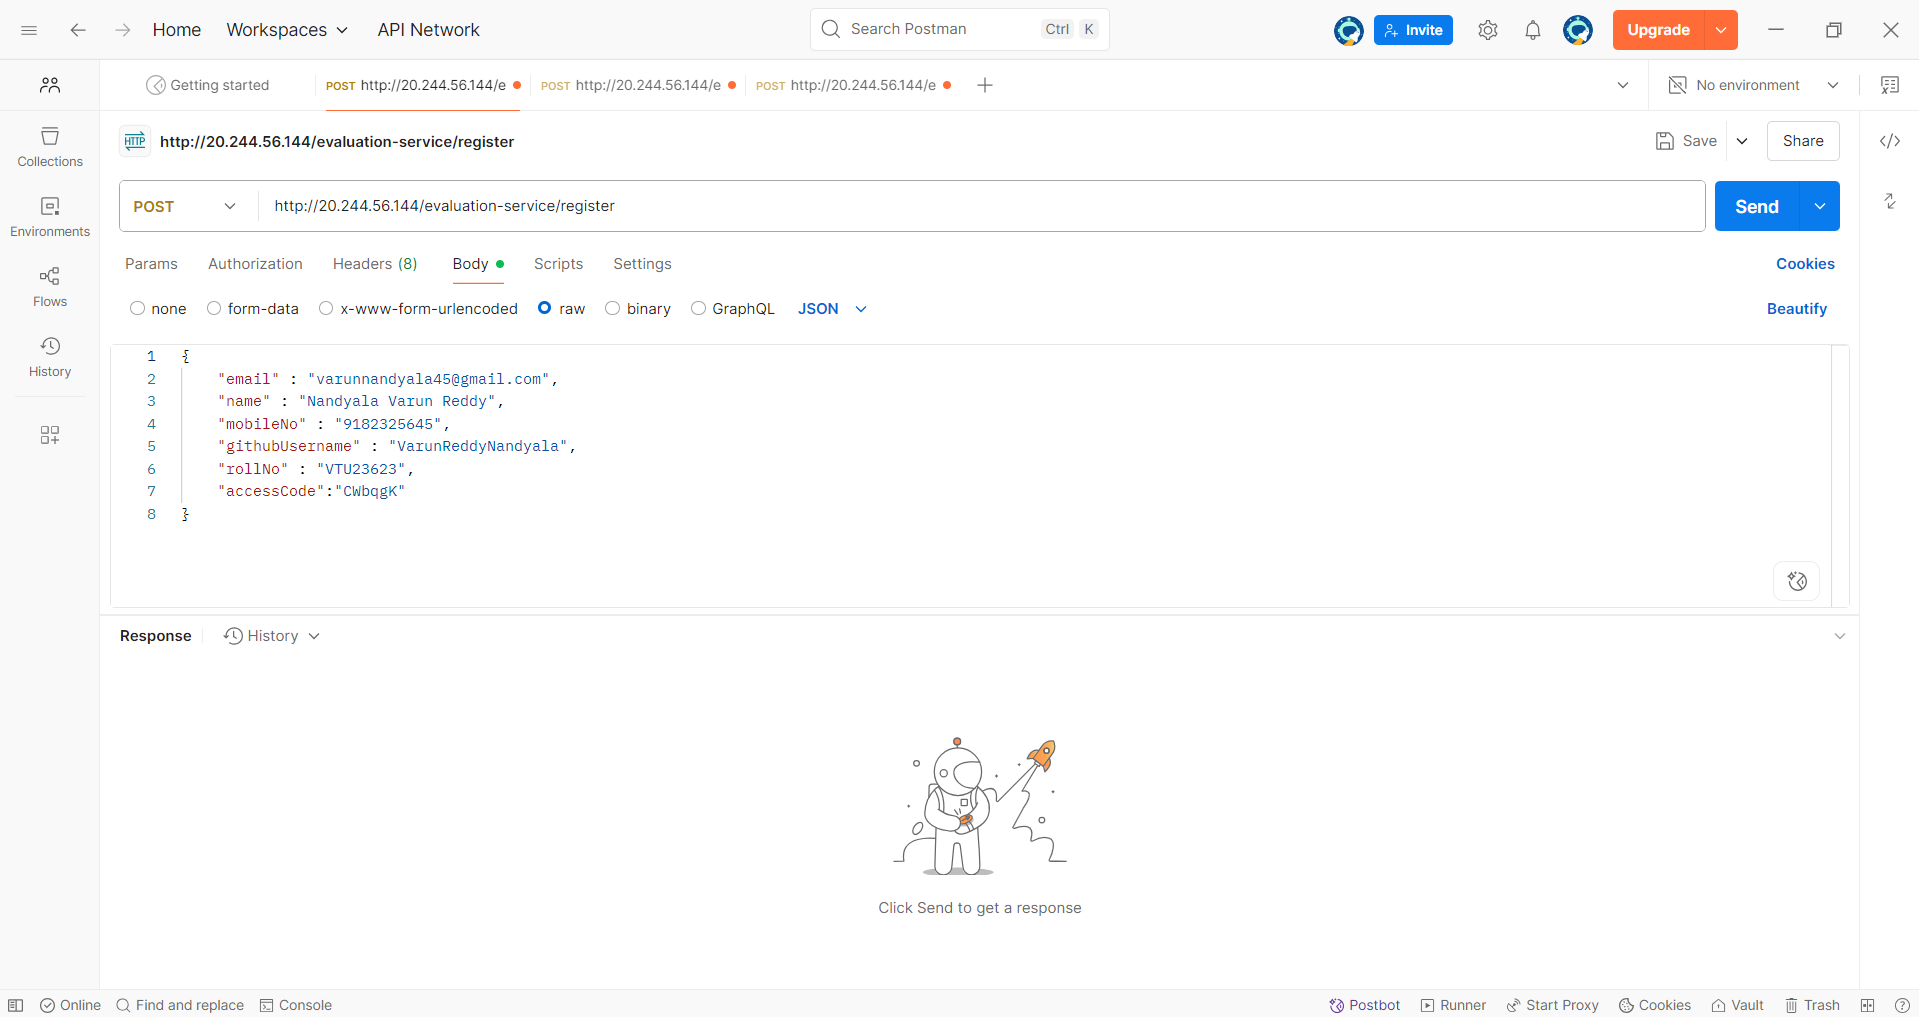 Home Workspaces API Network Search Postman Ctrl K Invite Upgrade
Getting started POST http://20.244.56.144/e POST http://20.244.56.144/e POST http://20.244.56.144/e No environment
HTTP http://20.244.56.144/evaluation-service/register Save Share
Collections
POST http://20.244.56.144/evaluation-service/register Send
Environments
Params Authorization Headers (8) Body Scripts Settings Cookies
Flows
none form-data x-www-form-urlencoded raw binary GraphQL JSON Beautify
History
1 {
2 "email" : "varunnandyala45@gmail.com",
3 "name" : "Nandyala Varun Reddy",
4 "mobileNo" : "9182325645",
5 "githubUsername" : "VarunReddyNandyala",
6 "rollNo" : "VTU23623",
7 "accessCode":"CWbqgK"
8 }
Response History
Click Send to get a response
Online Find and replace Console Postbot Runner Start Proxy Cookies Vault Trash